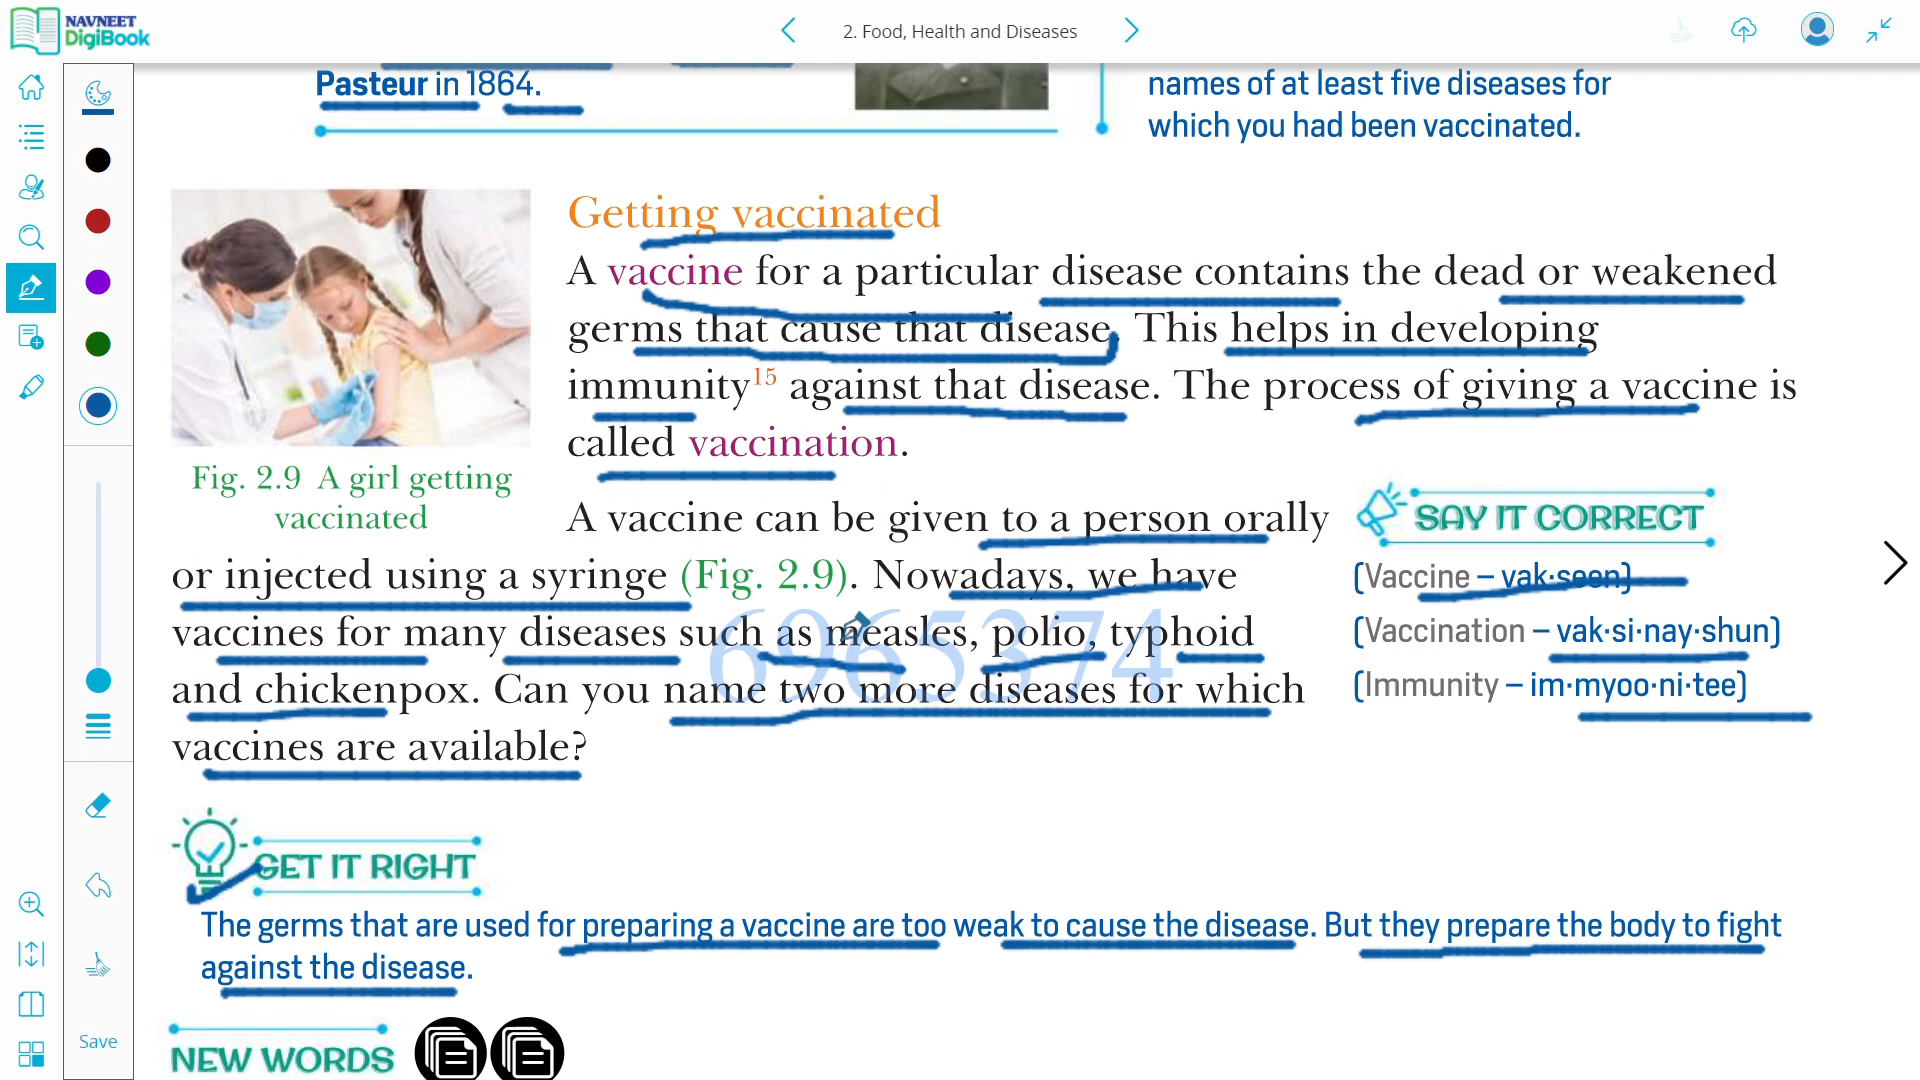 NAVNEET
DigiBook
2. Food, Health and Diseases
Pasteur in 1864.
names of at least five diseases for
which you had been vaccinated.
Getting vaccinated
A vaccine for a particular disease contains the dead or weakened
germs that cause that disease. This helps in developing
immunity15 against that disease. The process of giving a vaccine is
called vaccination.
Fig. 2.9 A girl getting
vaccinated
A vaccine can be given to a person orally
or injected using a syringe (Fig. 2.9). Nowadays, we have
vaccines for many diseases such as measles, polio, typhoid
and chickenpox. Can you name two more diseases for which
vaccines are available?
6965374
SAY IT CORRECT
(Vaccine – vak·seen)
(Vaccination – vak·si·nay·shun)
(Immunity – im·myoo·ni·tee)
GET IT RIGHT
The germs that are used for preparing a vaccine are too weak to cause the disease. But they prepare the body to fight
against the disease.
NEW WORDS
Save